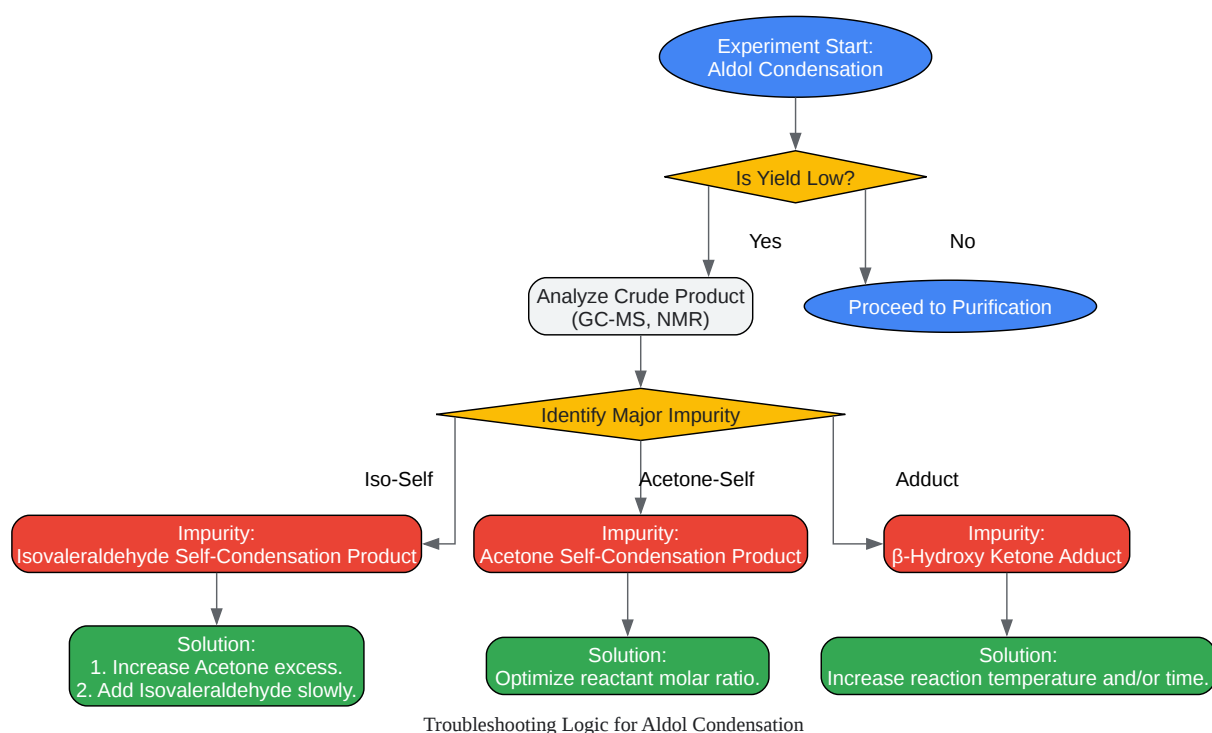 Experiment Start:
Aldol Condensation
Is Yield Low?
Yes
No
Analyze Crude Product
(GC-MS, NMR)
Proceed to Purification
Identify Major Impurity
Iso-Self
Acetone-Self
Adduct
Impurity:
Isovaleraldehyde Self-Condensation Product
Impurity:
Acetone Self-Condensation Product
Impurity:
β-Hydroxy Ketone Adduct
Solution:
1. Increase Acetone excess.
2. Add Isovaleraldehyde slowly.
Solution:
Optimize reactant molar ratio.
Solution:
Increase reaction temperature and/or time.
Troubleshooting Logic for Aldol Condensation